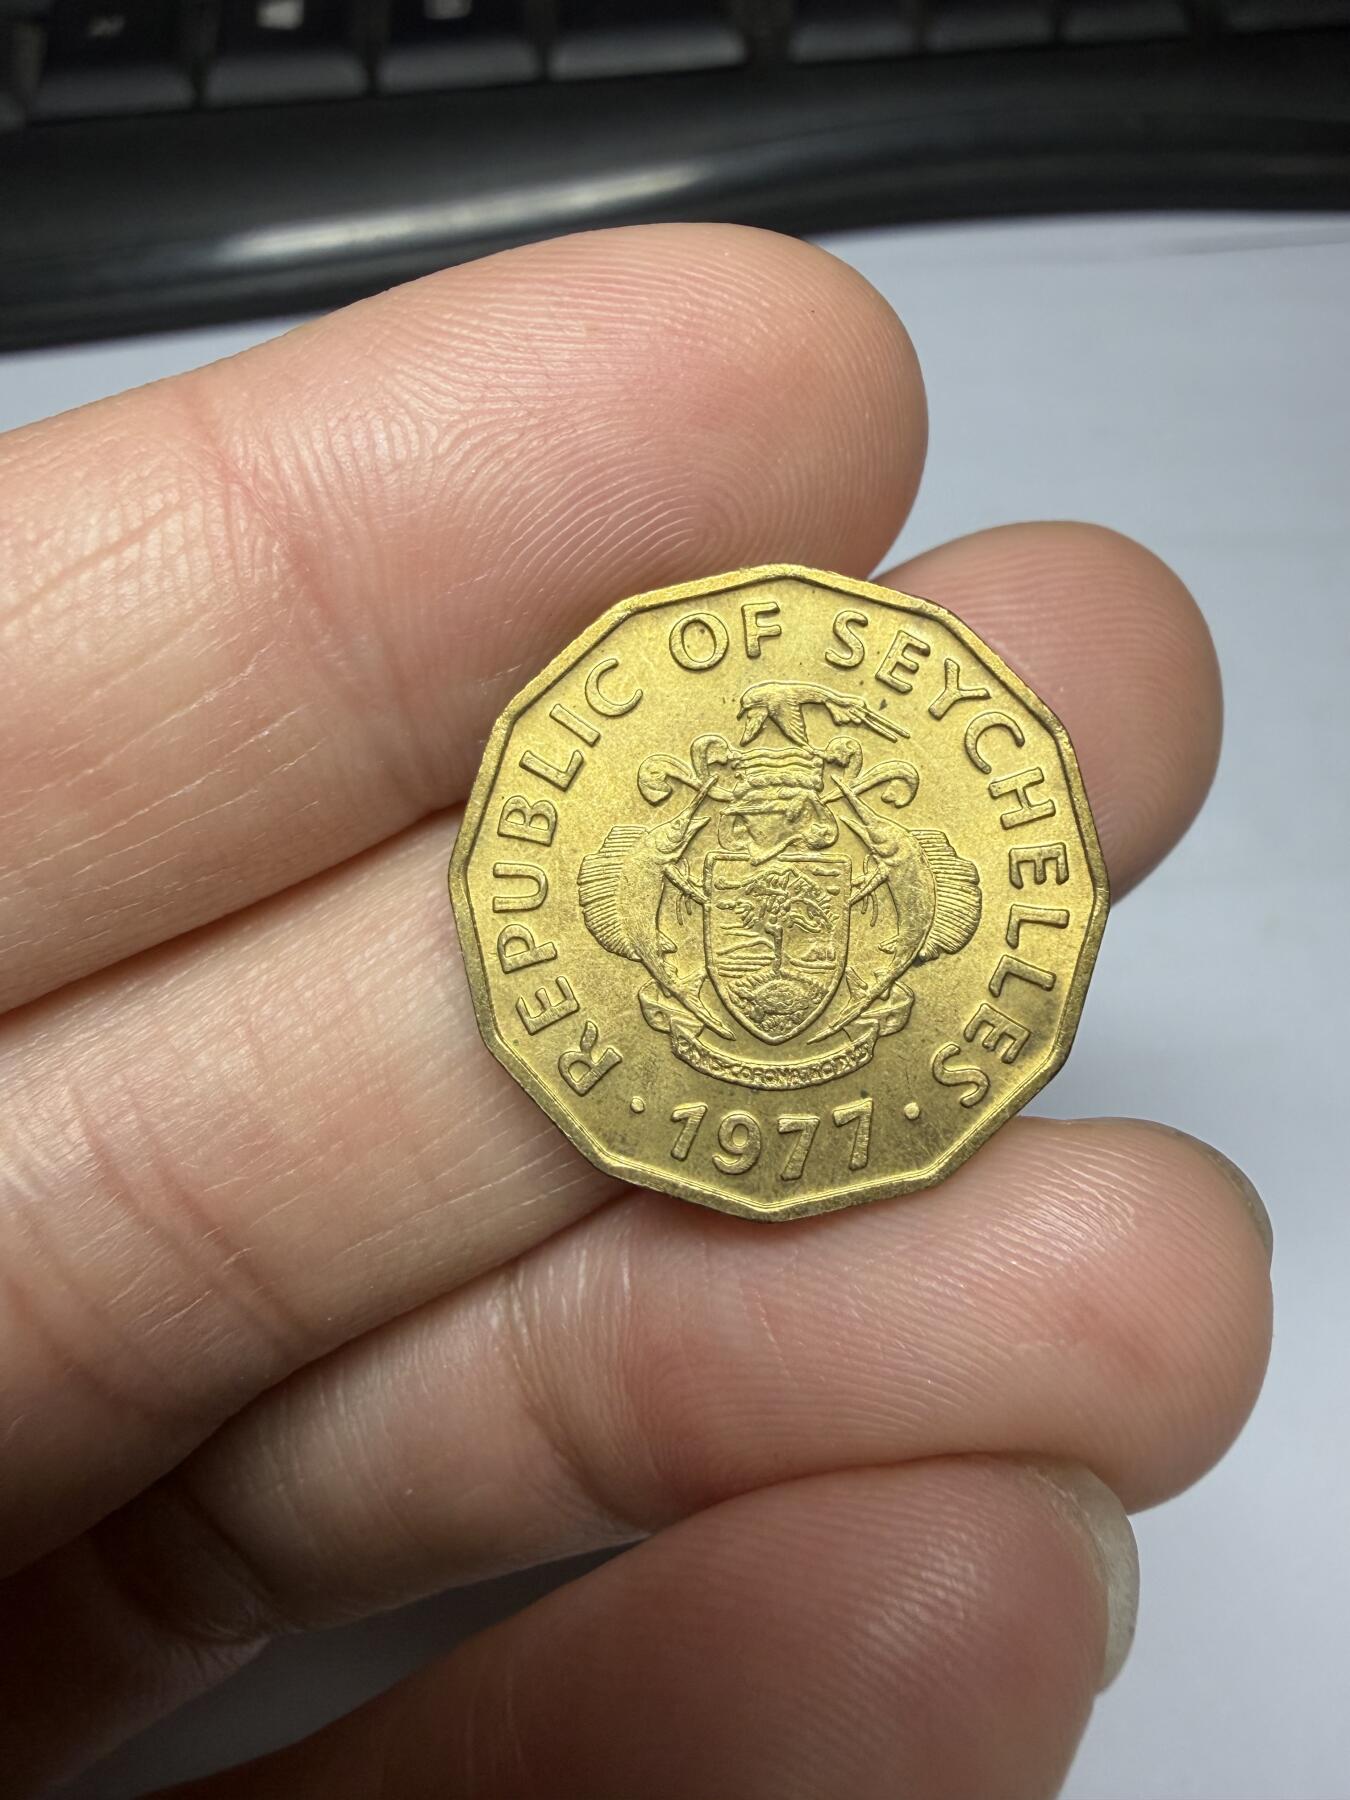 REPUBLIC OF SEYCHELLES
· 1977 ·